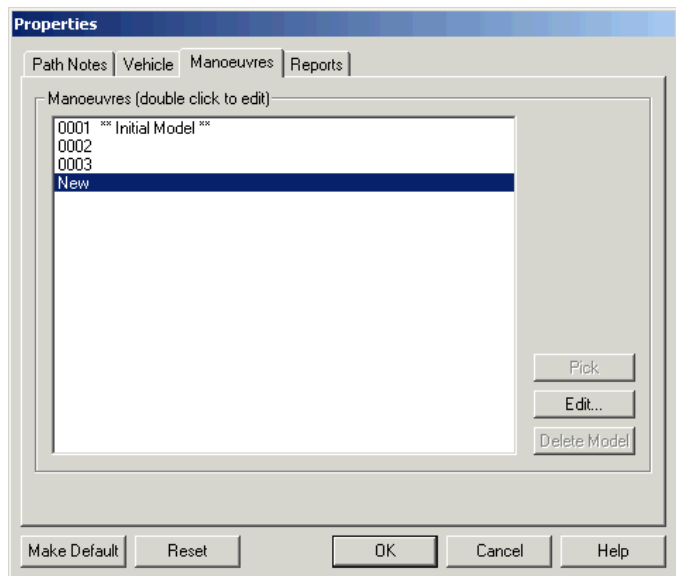 Properties
Path Notes Vehicle Manoeuvres Reports
Manoeuvres (double click to edit)
0001 ** Initial Model **
0002
0003
New
Pick
Edit...
Delete Model
Make Default Reset OK Cancel Help